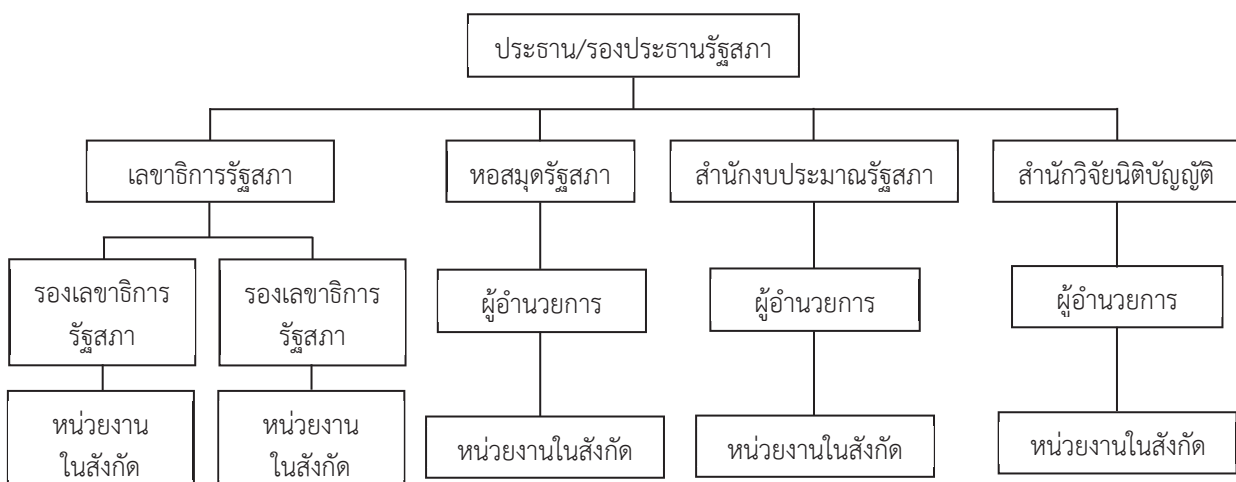 ประธาน/รองประธานรัฐสภา
เลขาธิการรัฐสภา
หอสมุดรัฐสภา
สำนักงบประมาณรัฐสภา
สำนักวิจัยนิติบัญญัติ
รองเลขาธิการ
รัฐสภา
รองเลขาธิการ
รัฐสภา
ผู้อำนวยการ
ผู้อำนวยการ
ผู้อำนวยการ
หน่วยงาน
ในสังกัด
หน่วยงาน
ในสังกัด
หน่วยงานในสังกัด
หน่วยงานในสังกัด
หน่วยงานในสังกัด